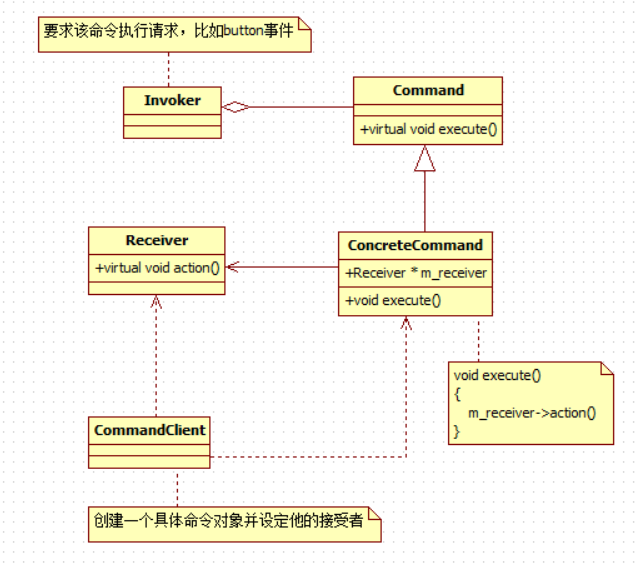 要求该命令执行请求，比如button事件
Invoker
Command
+virtual void execute()
Receiver
+virtual void action()
ConcreteCommand
+Receiver * m_receiver
+void execute()
void execute()
{
m_receiver->action()
}
CommandClient
创建一个具体命令对象并设定他的接受者